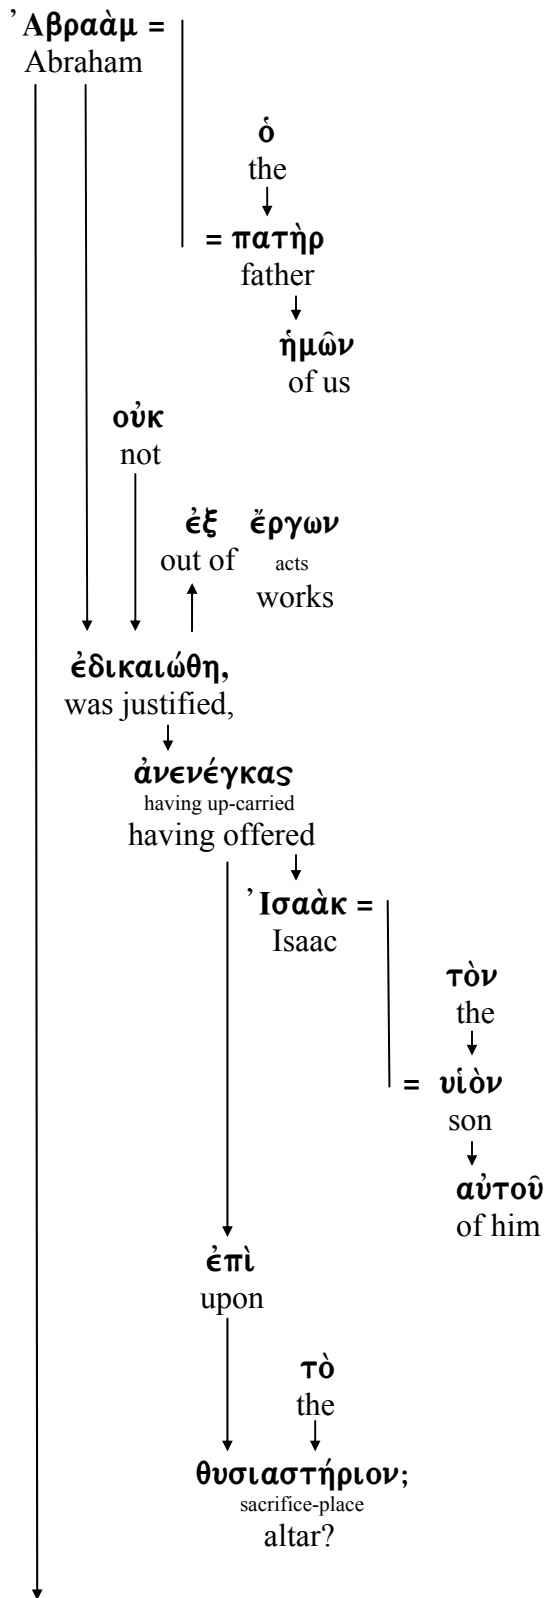 ᾿Αβραὰμ =
Abraham
ὁ
the
= πατὴρ
father
ἡμῶν
of us
οὐκ
not
ἐξ ἔργων
out of acts
works
ἐδικαιώθη,
was justified,
ἀνενέγκας
having up-carried
having offered
᾿Ισαὰκ =
Isaac
τὸν
the
= υἱὸν
son
αὐτοῦ
of him
ἐπὶ
upon
τὸ
the
θυσιαστήριον;
sacrifice-place
altar?